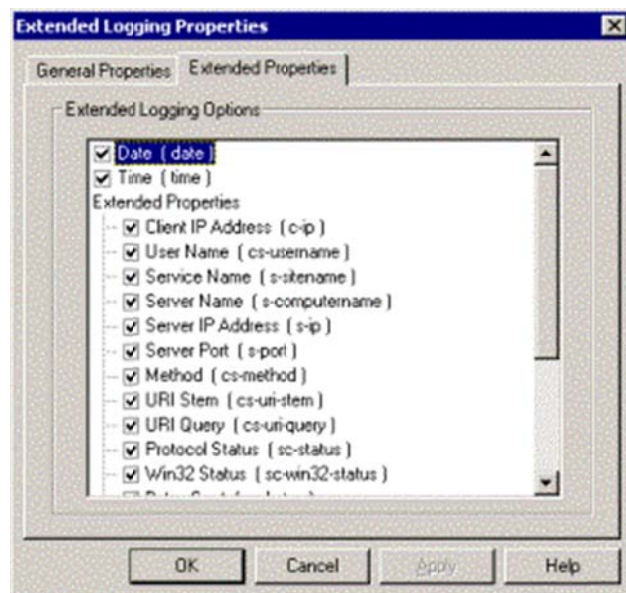 Extended Logging Properties
General Properties
Extended Properties
Extended Logging Options
Date ( date )
Time ( time )
Extended Properties
Client IP Address ( c-ip )
User Name ( cs-username )
Service Name ( s-sitename )
Server Name ( s-computername )
Server IP Address ( s-ip )
Server Port ( s-port )
Method ( cs-method )
URI Stem ( cs-uri-stem )
URI Query ( cs-uri-query )
Protocol Status ( sc-status )
Win32 Status ( sc-win32-status )
OK
Cancel
Apply
Help